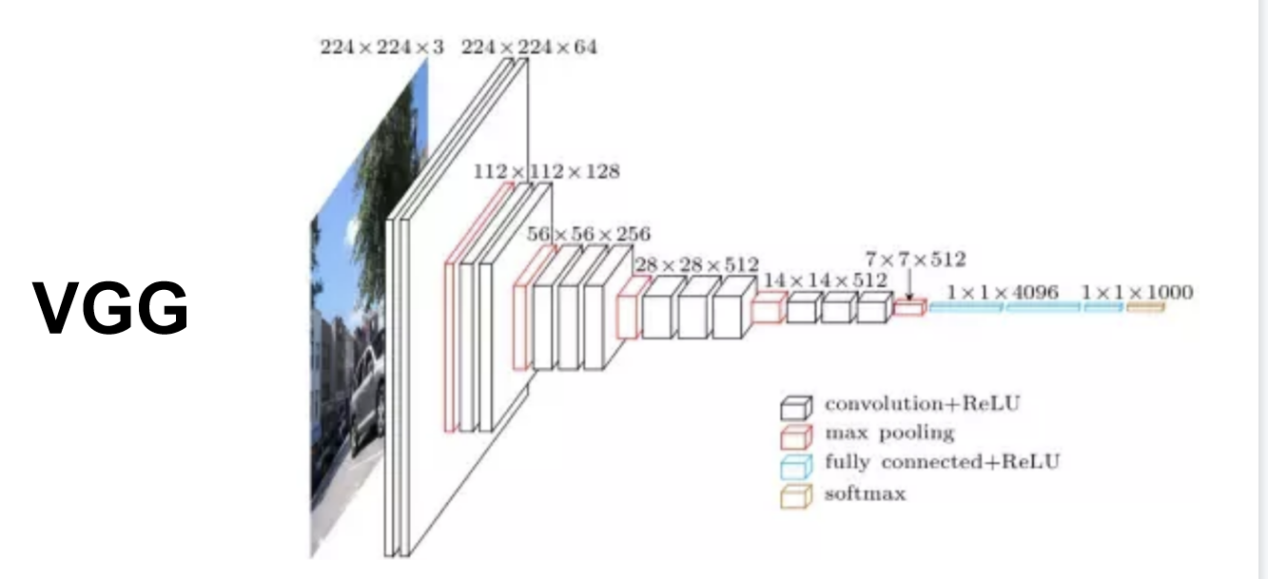 224×224×3 224×224×64
112×112×128
56×56×256
28×28×512
7×7×512
14×14×512
1×1×4096 1×1×1000
VGG
convolution+ReLU
max pooling
fully connected+ReLU
softmax